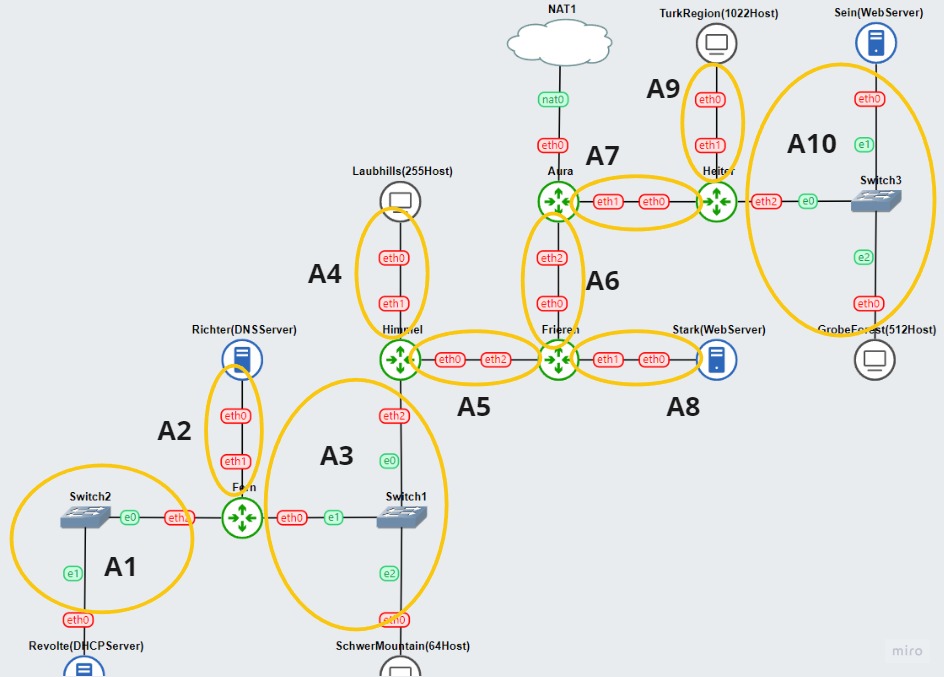 NAT1
TurkRegion(1022Host)
Sein(WebServer)
nat0
eth0
A7
Aura
eth1
eth0
eth2
A6
eth0
Frieren
A9
eth0
eth1
Heiter
A10
eth0
e1
Switch3
eth2
e0
e2
eth0
GrobeForest(512Host)
Laubhills(255Host)
A4
eth0
eth1
Himmel
eth0
eth2
A5
eth1
eth0
Stark(WebServer)
A8
Richter(DNSServer)
A2
eth0
eth1
Fern
A3
eth2
e0
Switch1
eth0
e1
e2
eth0
SchwerMountain(64Host)
Switch2
e0
eth2
A1
e1
eth0
Revolte(DHCPServer)
miro